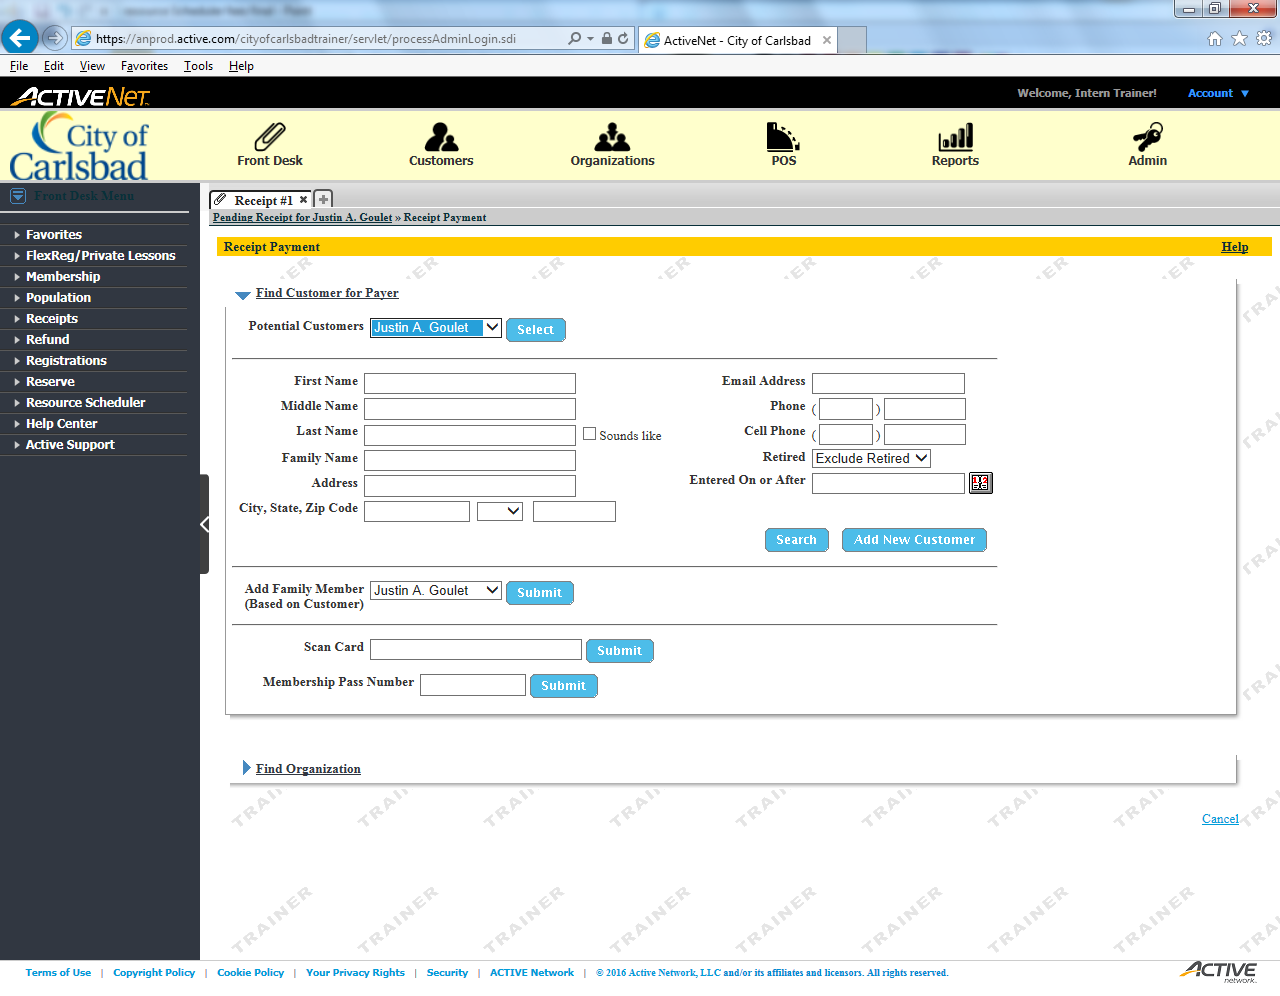 https://anprod.active.com/cityofcarlsbadtrainer/servlet/processAdminLogin.sdi
ActiveNet - City of Carlsbad
File Edit View Favorites Tools Help
ACTIVENET
Welcome, Intern Trainer! Account
City of
Carlsbad
Front Desk
Customers
Organizations
POS
Reports
Admin
Front Desk Menu
Favorites
FlexReg/Private Lessons
Membership
Population
Receipts
Refund
Registrations
Reserve
Resource Scheduler
Help Center
Active Support
Receipt #1
Pending Receipt for Justin A. Goulet » Receipt Payment
Receipt Payment
Help
Find Customer for Payer
Potential Customers Justin A. Goulet Select
First Name
Middle Name
Last Name Sounds like
Family Name
Address
City, State, Zip Code
Email Address
Phone ( )
Cell Phone ( )
Retired Exclude Retired
Entered On or After
Search Add New Customer
Add Family Member
(Based on Customer) Justin A. Goulet Submit
Scan Card Submit
Membership Pass Number Submit
Find Organization
Cancel
TRAINER TRAINER TRAINER TRAINER TRAINER TRAINER TRAINER TRAINER
Terms of Use | Copyright Policy | Cookie Policy | Your Privacy Rights | Security | ACTIVE Network | © 2016 Active Network, LLC and/or its affiliates and licensors. All rights reserved.
ACTIVE
network.